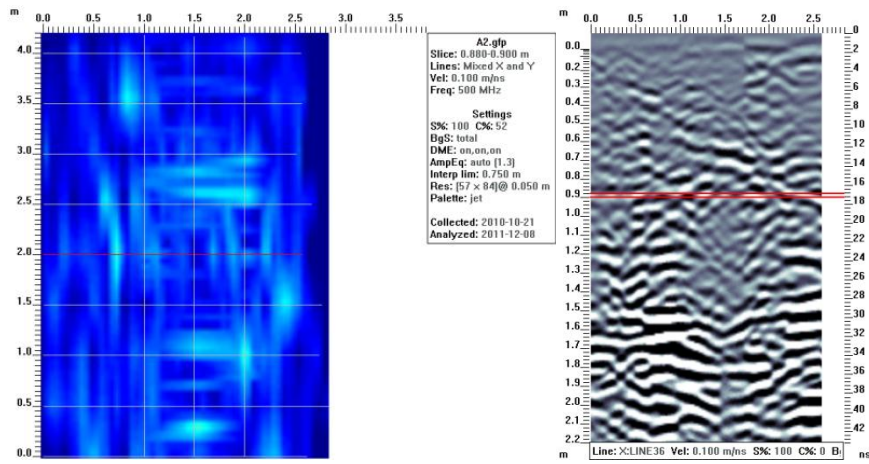 m
0.0 1.0 2.0 3.0
4.0
3.5
3.0
2.5
2.0
1.5
1.0
0.5
0.0
0.0 1.0 2.0 3.0
A2.gfp
Slice: 0.880-0.900 m
Lines: Mixed X and Y
Vel: 0.100 m/ns
Freq: 500 MHz
Settings
S%: 100 C%: 52
BgS: total
DME: on,on,on
AmpEq: auto (1.3)
Interp lim: 0.750 m
Res: [57 x 84]@ 0.050 m
Palette: jet
Collected: 2010-10-21
Analyzed: 2011-12-08
m
0.0 0.5 1.0 1.5 2.0 2.5
0.0
0.1
0.2
0.3
0.4
0.5
0.6
0.7
0.8
0.9
1.0
1.1
1.2
1.3
1.4
1.5
1.6
1.7
1.8
1.9
2.0
2.1
2.2
0
2
4
6
8
10
12
14
16
18
20
22
24
26
28
30
32
34
36
38
40
42
m
Line: X:LINE36 Vel: 0.100 m/ns S%: 100 C%: 0
ns